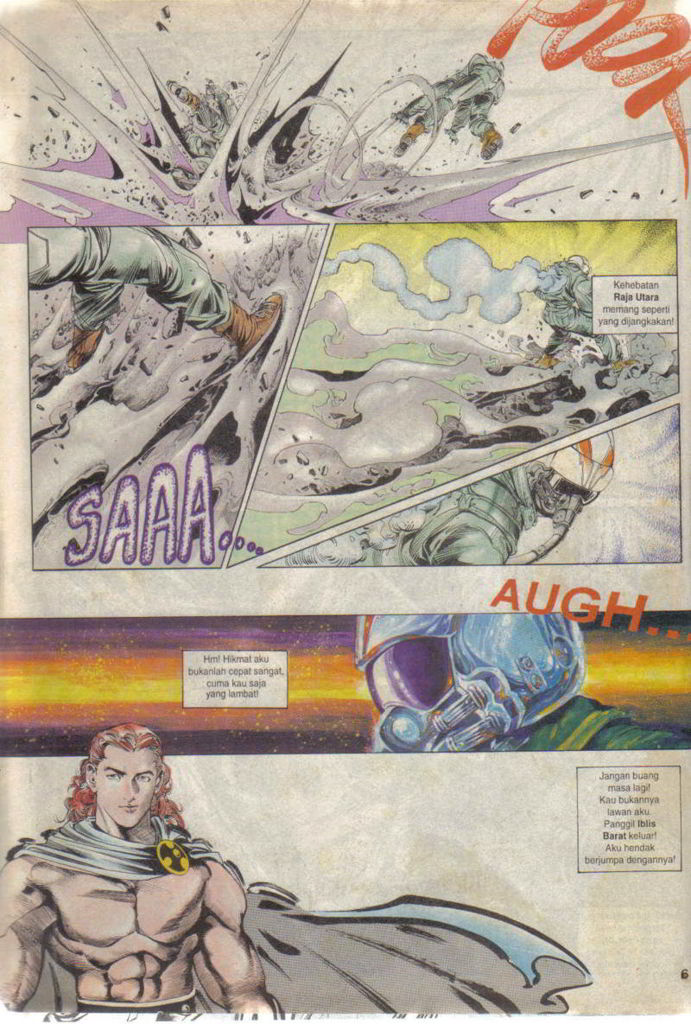 POOK
Kehebatan
Raja Utara
memang seperti
yang dijangkakan!
SAAA....
AUGH...
Hm! Hikmat aku
bukanlah cepat sangat,
cuma kau saja
yang lambat!
Jangan buang
masa lagi!
Kau bukannya
lawan aku.
Panggil Iblis
Barat keluar!
Aku hendak
berjumpa dengannya!
6